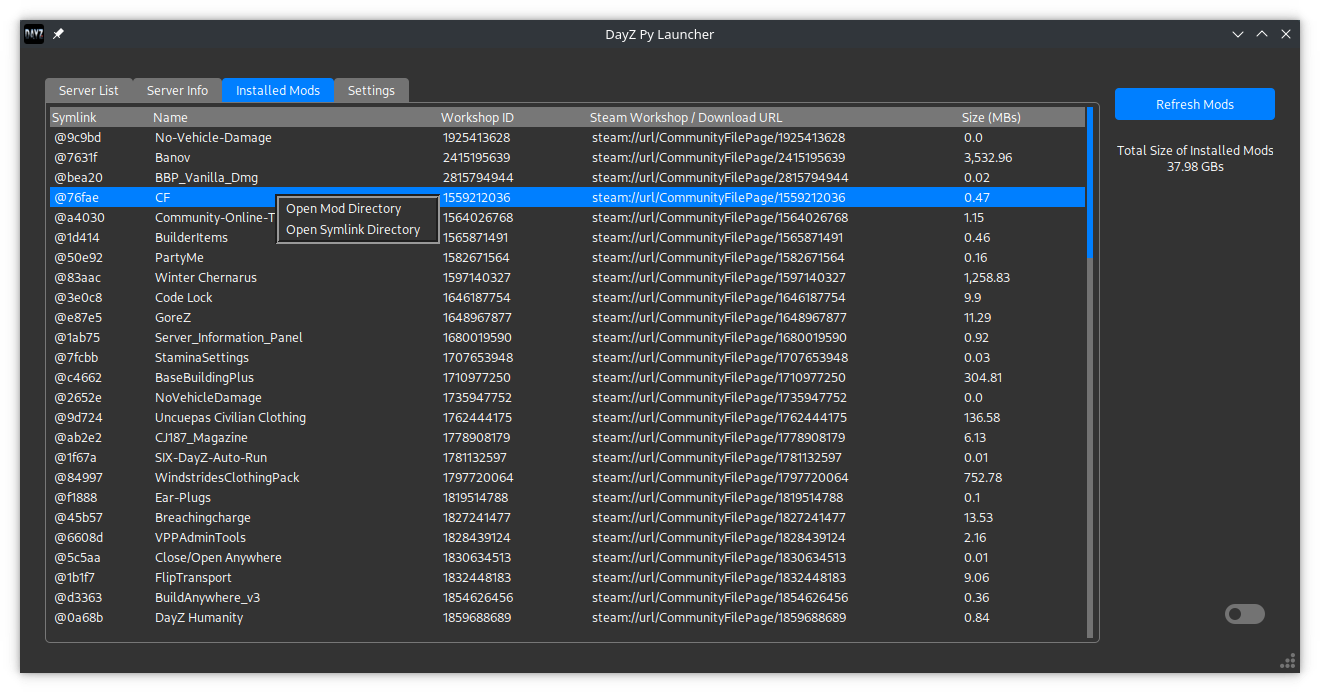 DAYZ DayZ Py Launcher
Server List Server Info Installed Mods Settings
Refresh Mods
Total Size of Installed Mods
37.98 GBs
Symlink Name Workshop ID Steam Workshop / Download URL Size (MBs)
@9c9bd No-Vehicle-Damage 1925413628 steam://url/CommunityFilePage/1925413628 0.0
@7631f Banov 2415195639 steam://url/CommunityFilePage/2415195639 3,532.96
@bea20 BBP_Vanilla_Dmg 2815794944 steam://url/CommunityFilePage/2815794944 0.02
@76fae CF 1559212036 steam://url/CommunityFilePage/1559212036 0.47
Open Mod Directory
Open Symlink Directory
@a4030 Community-Online-T 1564026768 steam://url/CommunityFilePage/1564026768 1.15
@1d414 BuilderItems 1565871491 steam://url/CommunityFilePage/1565871491 0.46
@50e92 PartyMe 1582671564 steam://url/CommunityFilePage/1582671564 0.16
@83aac Winter Chernarus 1597140327 steam://url/CommunityFilePage/1597140327 1,258.83
@3e0c8 Code Lock 1646187754 steam://url/CommunityFilePage/1646187754 9.9
@e87e5 GoreZ 1648967877 steam://url/CommunityFilePage/1648967877 11.29
@1ab75 Server_Information_Panel 1680019590 steam://url/CommunityFilePage/1680019590 0.92
@7fcbb StaminaSettings 1707653948 steam://url/CommunityFilePage/1707653948 0.03
@c4662 BaseBuildingPlus 1710977250 steam://url/CommunityFilePage/1710977250 304.81
@2652e NoVehicleDamage 1735947752 steam://url/CommunityFilePage/1735947752 0.0
@9d724 Uncuepas Civilian Clothing 1762444175 steam://url/CommunityFilePage/1762444175 136.58
@ab2e2 CJ187_Magazine 1778908179 steam://url/CommunityFilePage/1778908179 6.13
@1f67a SIX-DayZ-Auto-Run 1781132597 steam://url/CommunityFilePage/1781132597 0.01
@84997 WindstridesClothingPack 1797720064 steam://url/CommunityFilePage/1797720064 752.78
@f1888 Ear-Plugs 1819514788 steam://url/CommunityFilePage/1819514788 0.1
@45b57 Breachingcharge 1827241477 steam://url/CommunityFilePage/1827241477 13.53
@6608d VPPAdminTools 1828439124 steam://url/CommunityFilePage/1828439124 2.16
@5c5aa Close/Open Anywhere 1830634513 steam://url/CommunityFilePage/1830634513 0.01
@1b1f7 FlipTransport 1832448183 steam://url/CommunityFilePage/1832448183 9.06
@d3363 BuildAnywhere_v3 1854626456 steam://url/CommunityFilePage/1854626456 0.36
@0a68b DayZ Humanity 1859688689 steam://url/CommunityFilePage/1859688689 0.84